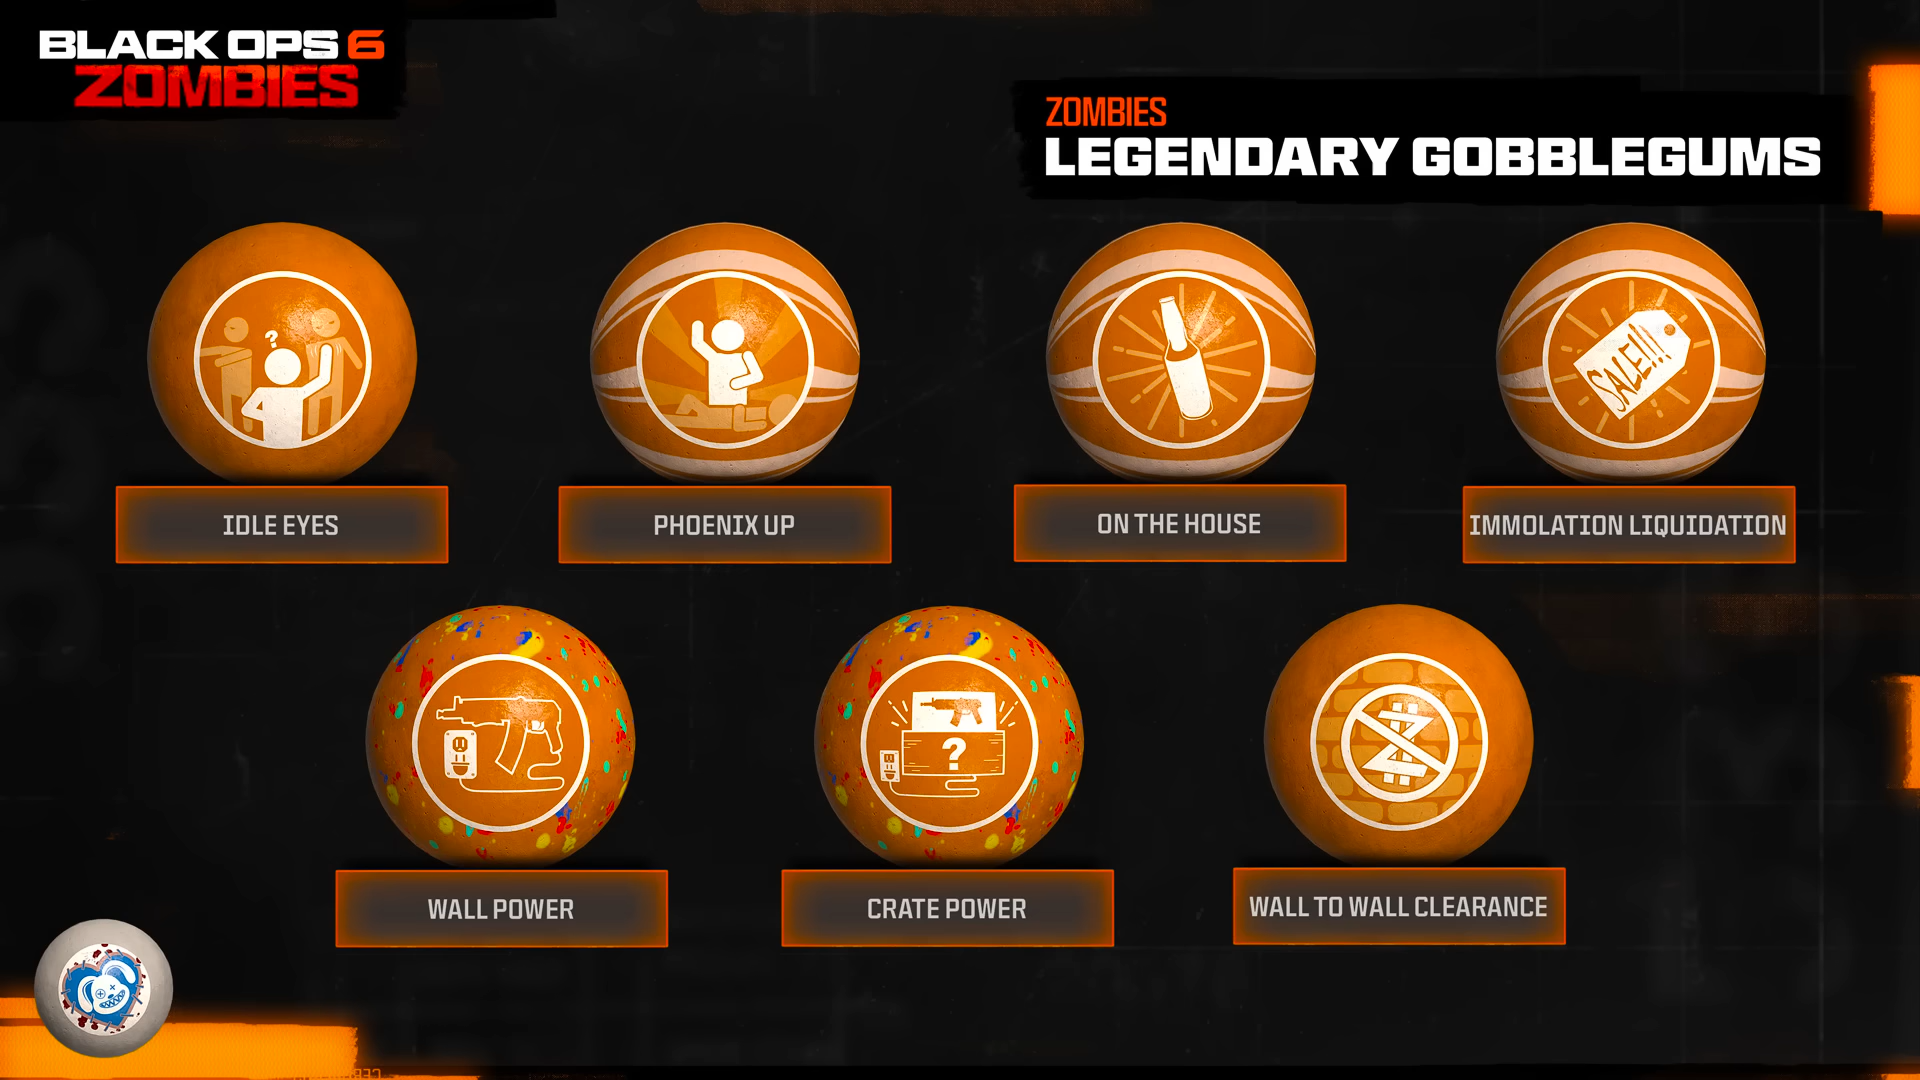 BLACK OPS 6
ZOMBIES
ZOMBIES
LEGENDARY GOBBLEGUMS
?
SALE!!!
IDLE EYES
PHOENIX UP
ON THE HOUSE
IMMOLATION LIQUIDATION
?
WALL POWER
CRATE POWER
WALL TO WALL CLEARANCE